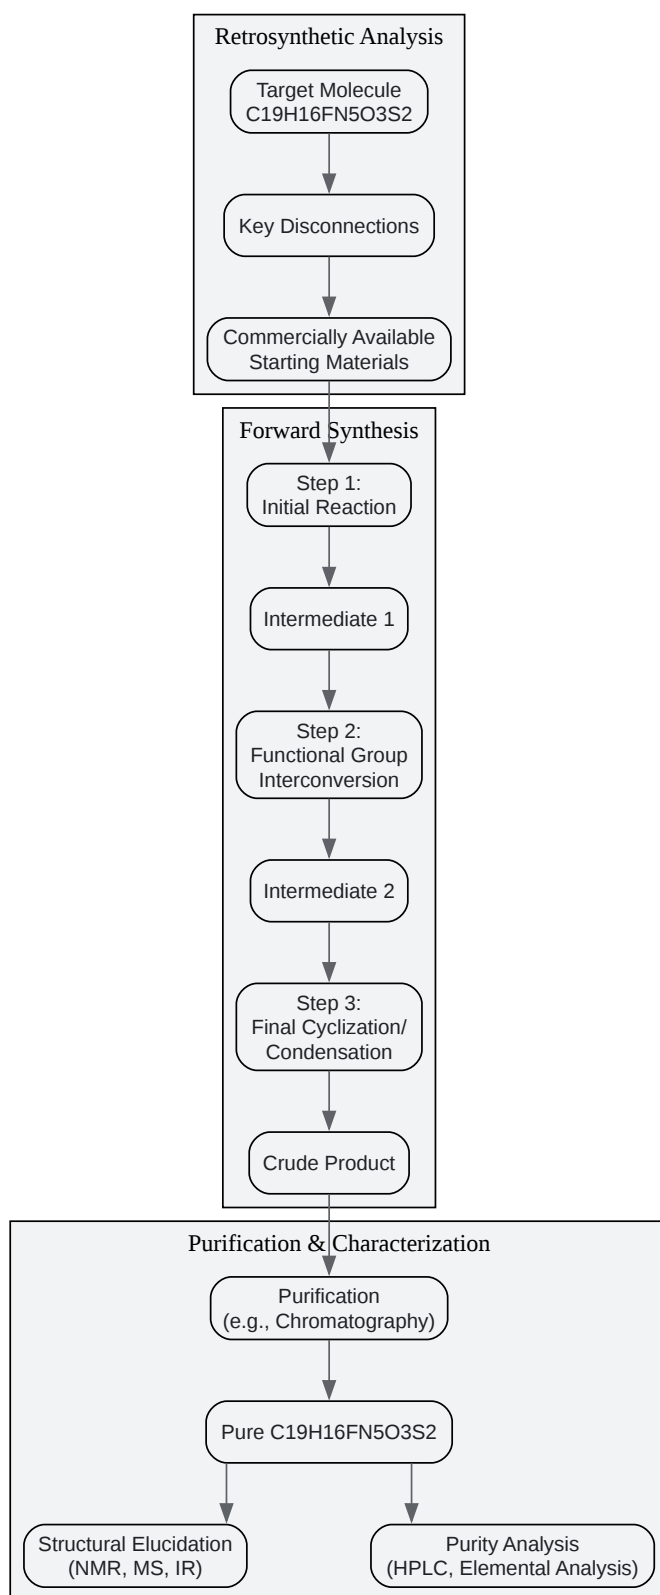 Retrosynthetic Analysis
Target Molecule
C19H16FN5O3S2
Key Disconnections
Commercially Available
Starting Materials
Forward Synthesis
Step 1:
Initial Reaction
Intermediate 1
Step 2:
Functional Group
Interconversion
Intermediate 2
Step 3:
Final Cyclization/
Condensation
Crude Product
Purification & Characterization
Purification
(e.g., Chromatography)
Pure C19H16FN5O3S2
Structural Elucidation
(NMR, MS, IR)
Purity Analysis
(HPLC, Elemental Analysis)